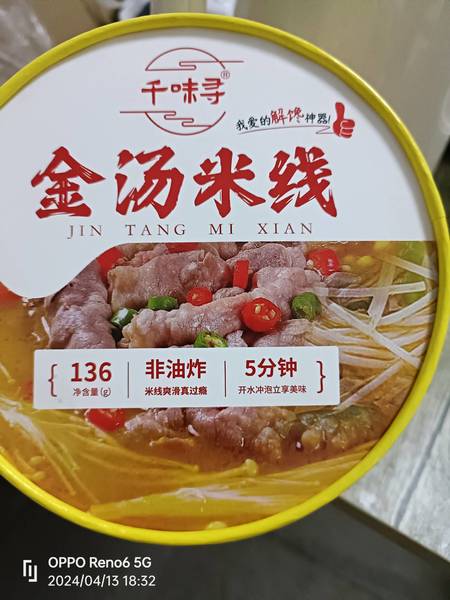 千味寻®
我爱的解馋神器!
金汤米线
JIN TANG MI XIAN
136
净含量(g)
非油炸
米线爽滑真过瘾
5分钟
开水冲泡立享美味
OPPO Reno6 5G
2024/04/13 18:32